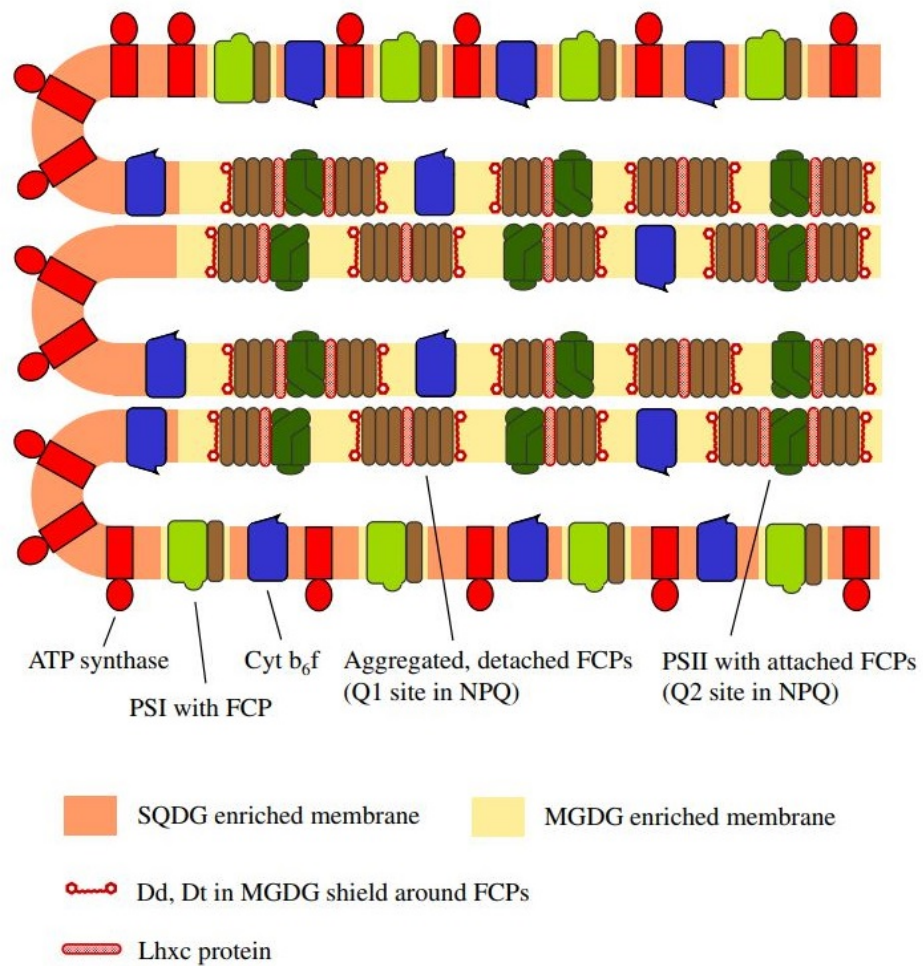 ATP synthase
Cyt b₆f
Aggregated, detached FCPs
(Q1 site in NPQ)
PSII with attached FCPs
(Q2 site in NPQ)
PSI with FCP
SQDG enriched membrane
MGDG enriched membrane
Dd, Dt in MGDG shield around FCPs
Lhxc protein